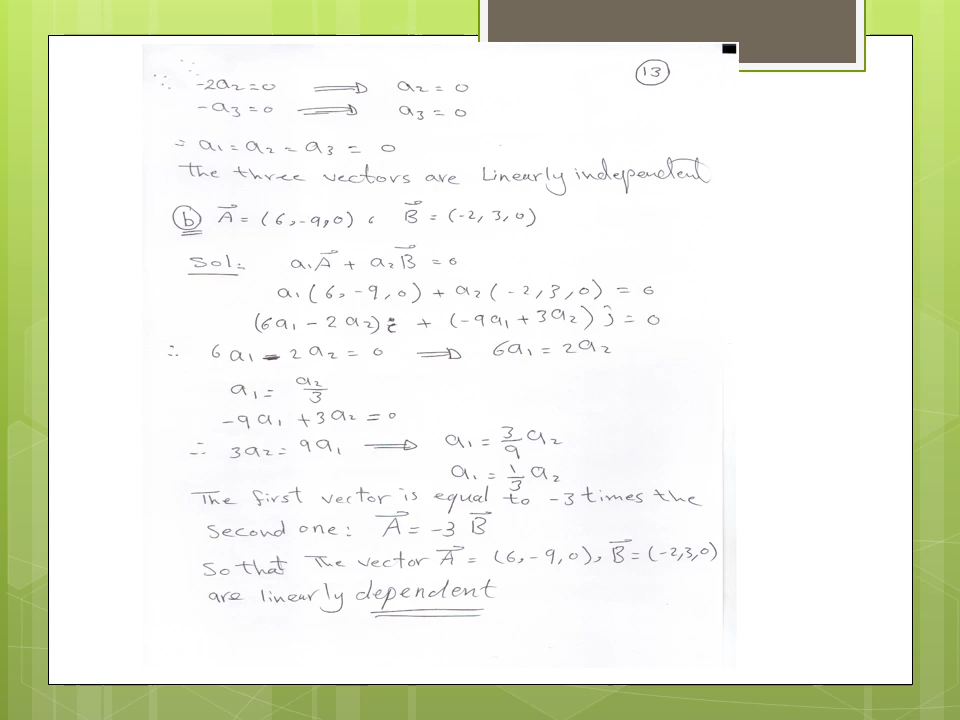 13
∵ -2a2=0 ⟹ a2 = 0
-a3 = 0 ⟹ a3 = 0
= a1 = a2 = a3 = 0
The three vectors are Linearly independent
(b) A⃗ = (6, -9, 0) , B⃗ = (-2, 3, 0)
Sol:- a1A⃗ + a2B⃗ = 0
a1(6, -9, 0) + a2(-2, 3, 0) = 0
(6a1 - 2a2)i + (-9a1 + 3a2)j = 0
∴ 6a1 - 2a2 = 0 ⟹ 6a1 = 2a2
a1 = a2/3
-9a1 + 3a2 = 0
∴ 3a2 = 9a1 ⟹ a1 = 3/9 a2
a1 = 1/3 a2
The first vector is equal to -3 times the
second one: A⃗ = -3 B⃗
So that The vector A⃗ = (6, -9, 0), B⃗ = (-2,3,0)
are linearly dependent